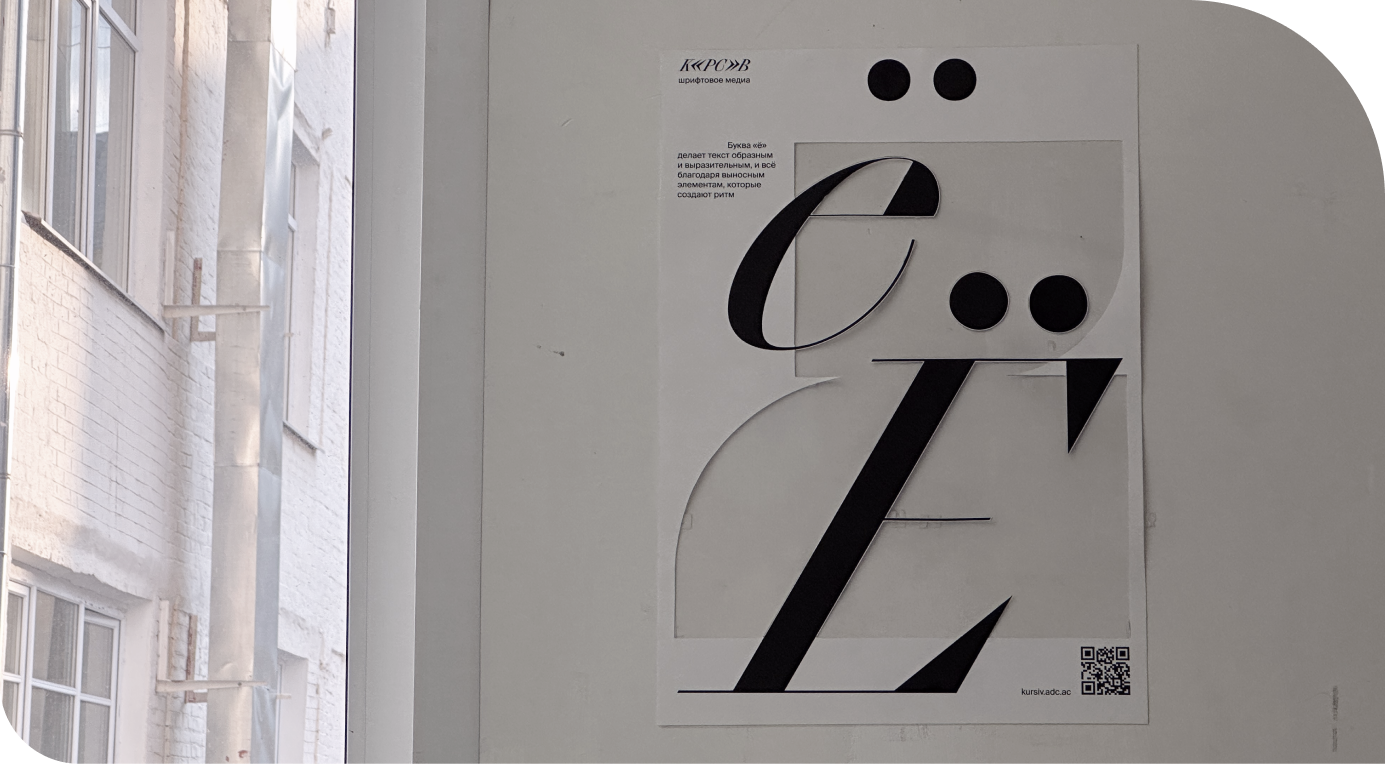 К«РС»В
шрифтовое медиа
Буква «ё»
делает текст образным
и выразительным, и всё
благодаря выносным
элементам, которые
создают ритм
ё
Ё
kursiv.adc.ac